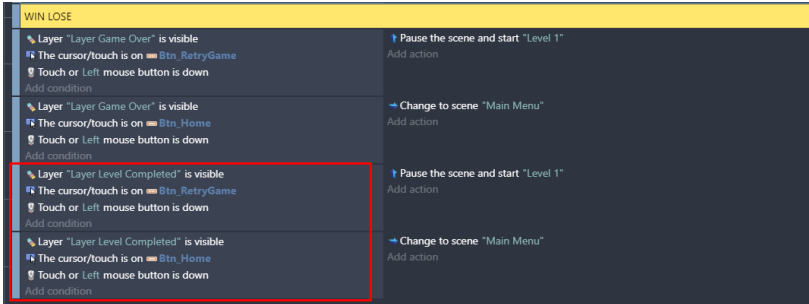 WIN LOSE
Layer "Layer Game Over" is visible
The cursor/touch is on Btn_RetryGame
Touch or Left mouse button is down
Add condition
Pause the scene and start "Level 1"
Add action
Layer "Layer Game Over" is visible
The cursor/touch is on Btn_Home
Touch or Left mouse button is down
Add condition
Change to scene "Main Menu"
Add action
Layer "Layer Level Completed" is visible
The cursor/touch is on Btn_RetryGame
Touch or Left mouse button is down
Add condition
Pause the scene and start "Level 1"
Add action
Layer "Layer Level Completed" is visible
The cursor/touch is on Btn_Home
Touch or Left mouse button is down
Add condition
Change to scene "Main Menu"
Add action